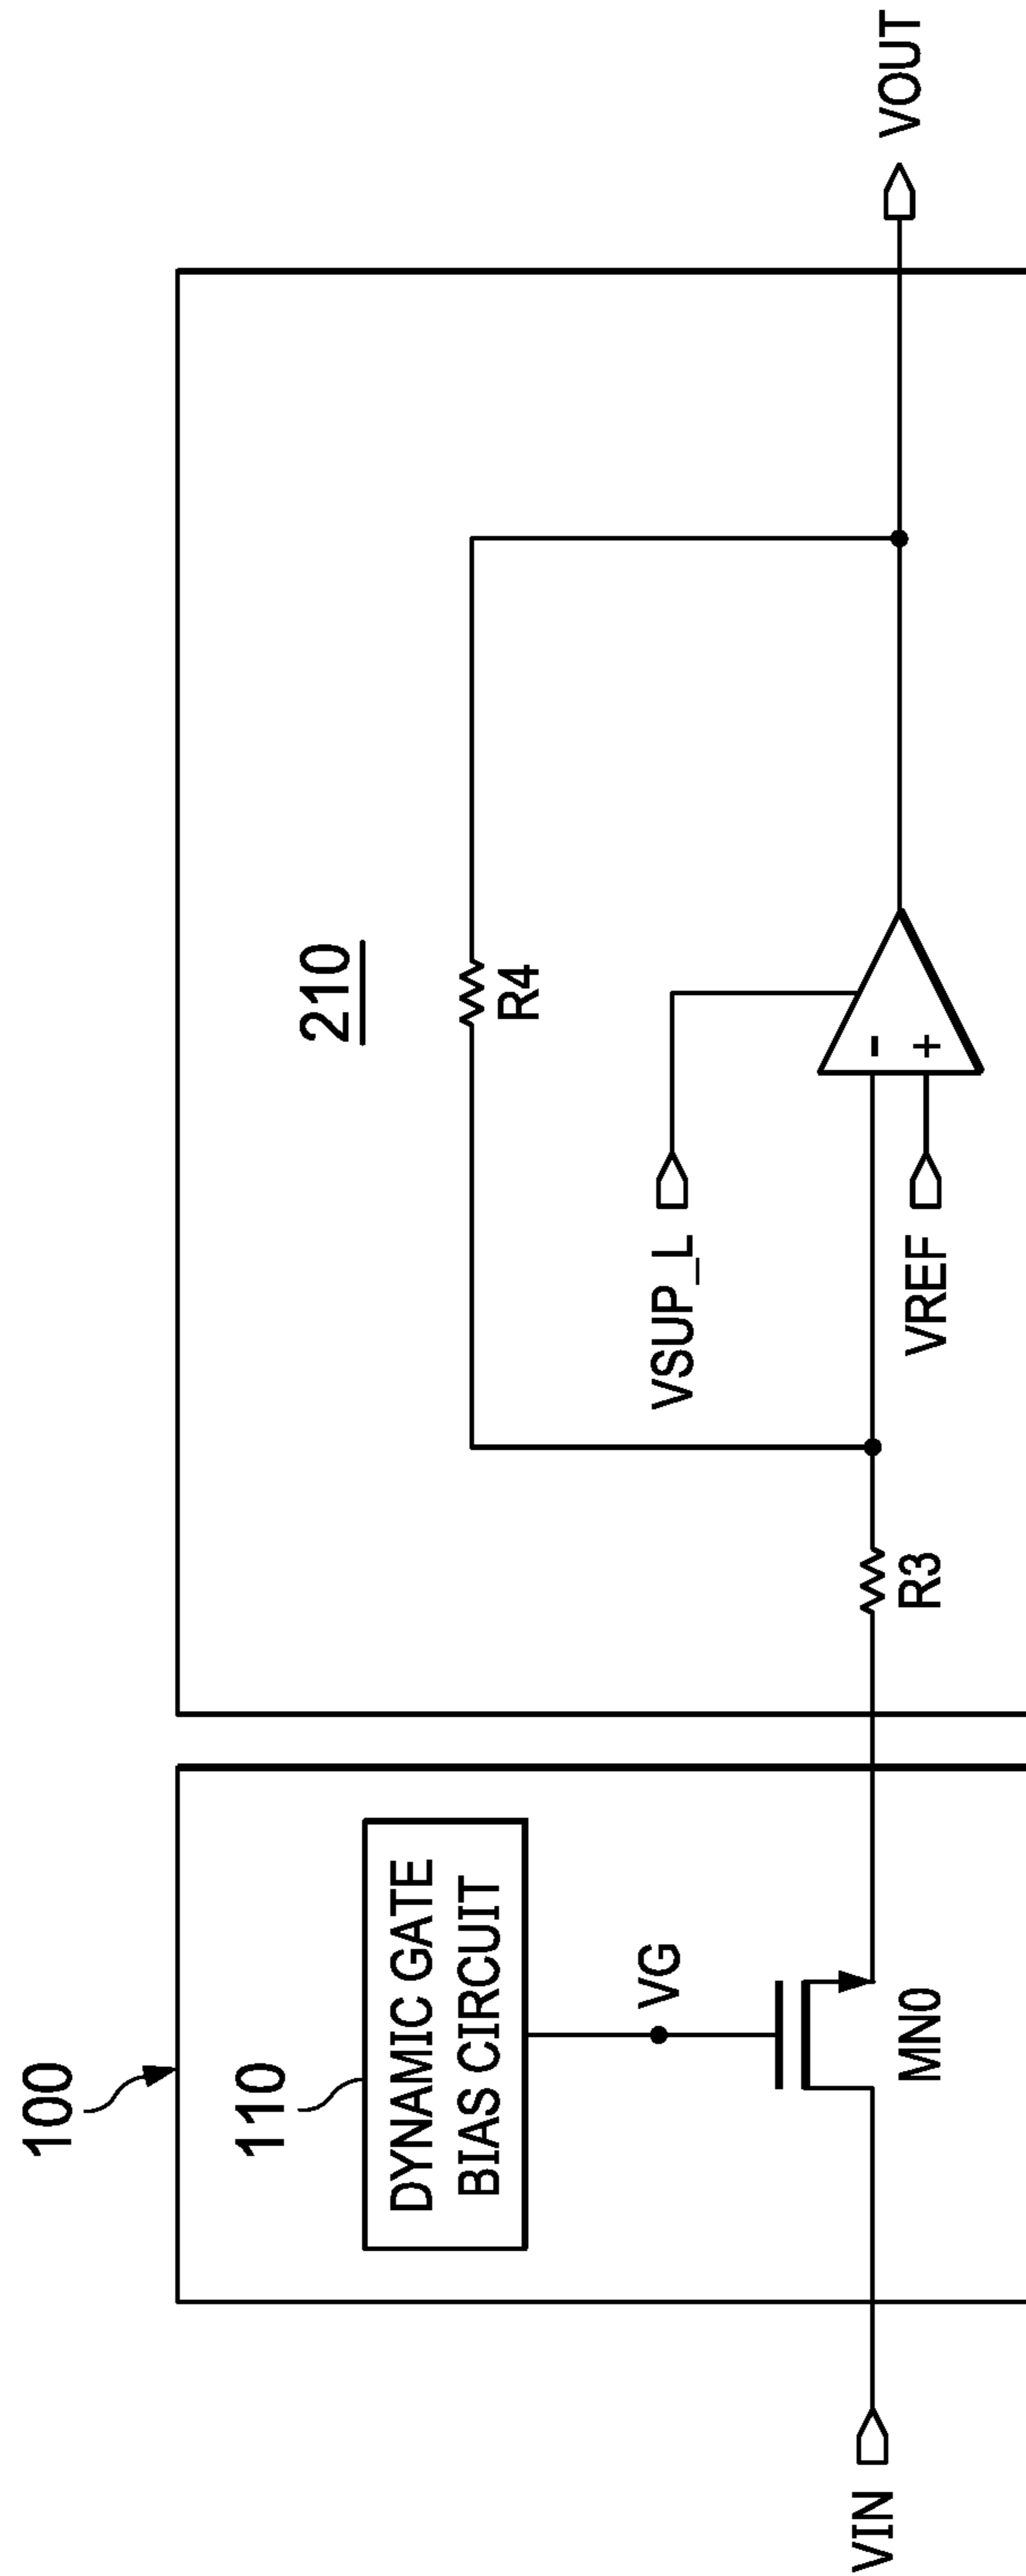 100
110
DYNAMIC GATE
BIAS CIRCUIT
VG
MN0
VIN
210
R4
VSUP_L
-
+
VREF
R3
VOUT